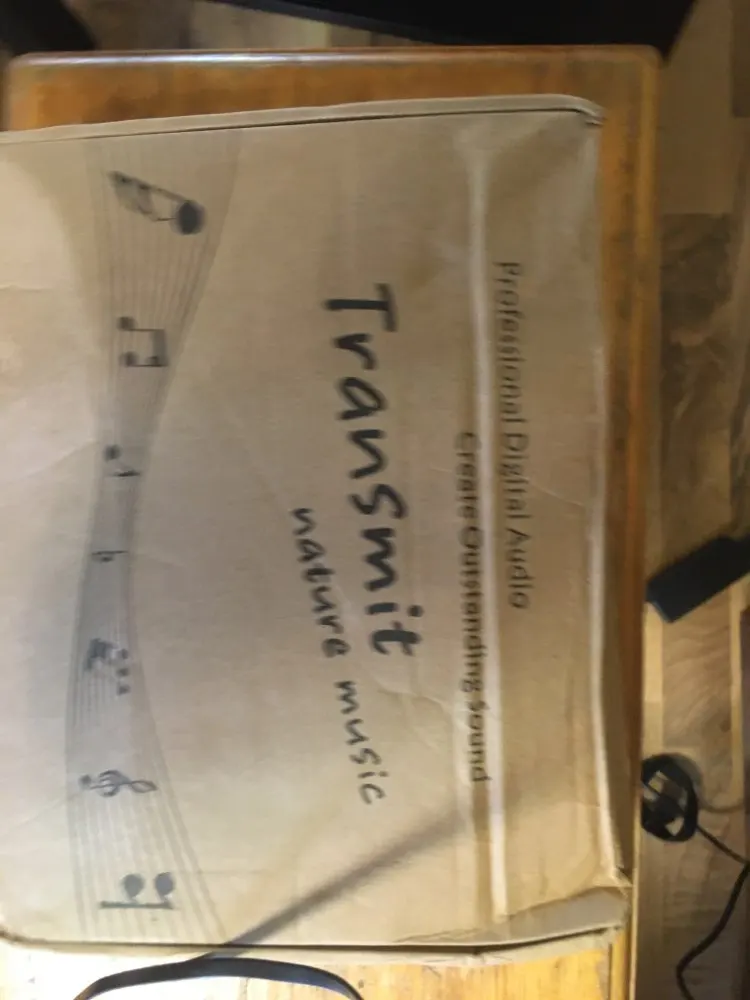 Professional Digital Audio
Create Outstanding Sound
Transmit
nature music